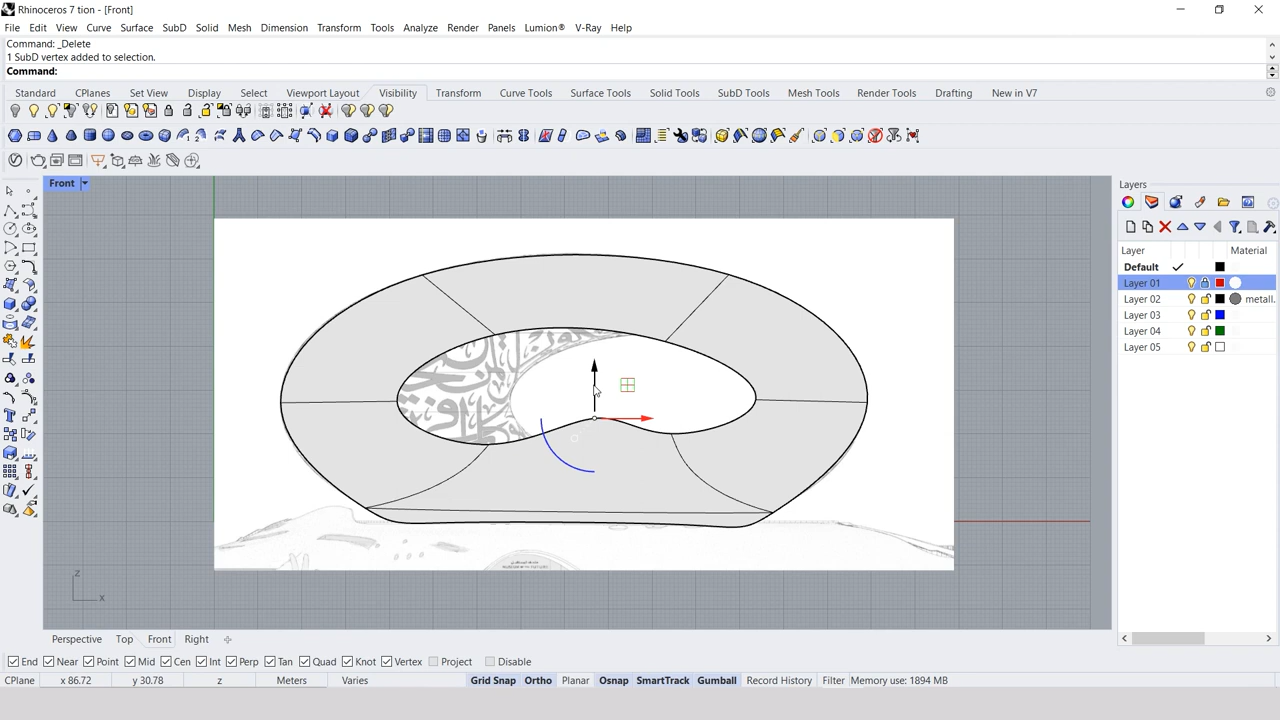 Rhinoceros 7 tion - [Front]
File Edit View Curve Surface SubD Solid Mesh Dimension Transform Tools Analyze Render Panels Lumion® V-Ray Help
Command: _Delete
1 SubD vertex added to selection.
Command:
Standard CPlanes Set View Display Select Viewport Layout Visibility Transform Curve Tools Surface Tools Solid Tools SubD Tools Mesh Tools Render Tools Drafting New in V7
Front
Layers
Layer Material
Default
Layer 01
Layer 02 metall.
Layer 03
Layer 04
Layer 05
z
x
Perspective Top Front Right
End Near Point Mid Cen Int Perp Tan Quad Knot Vertex Project Disable
CPlane x 86.72 y 30.78 z Meters Varies Grid Snap Ortho Planar Osnap SmartTrack Gumball Record History Filter Memory use: 1894 MB